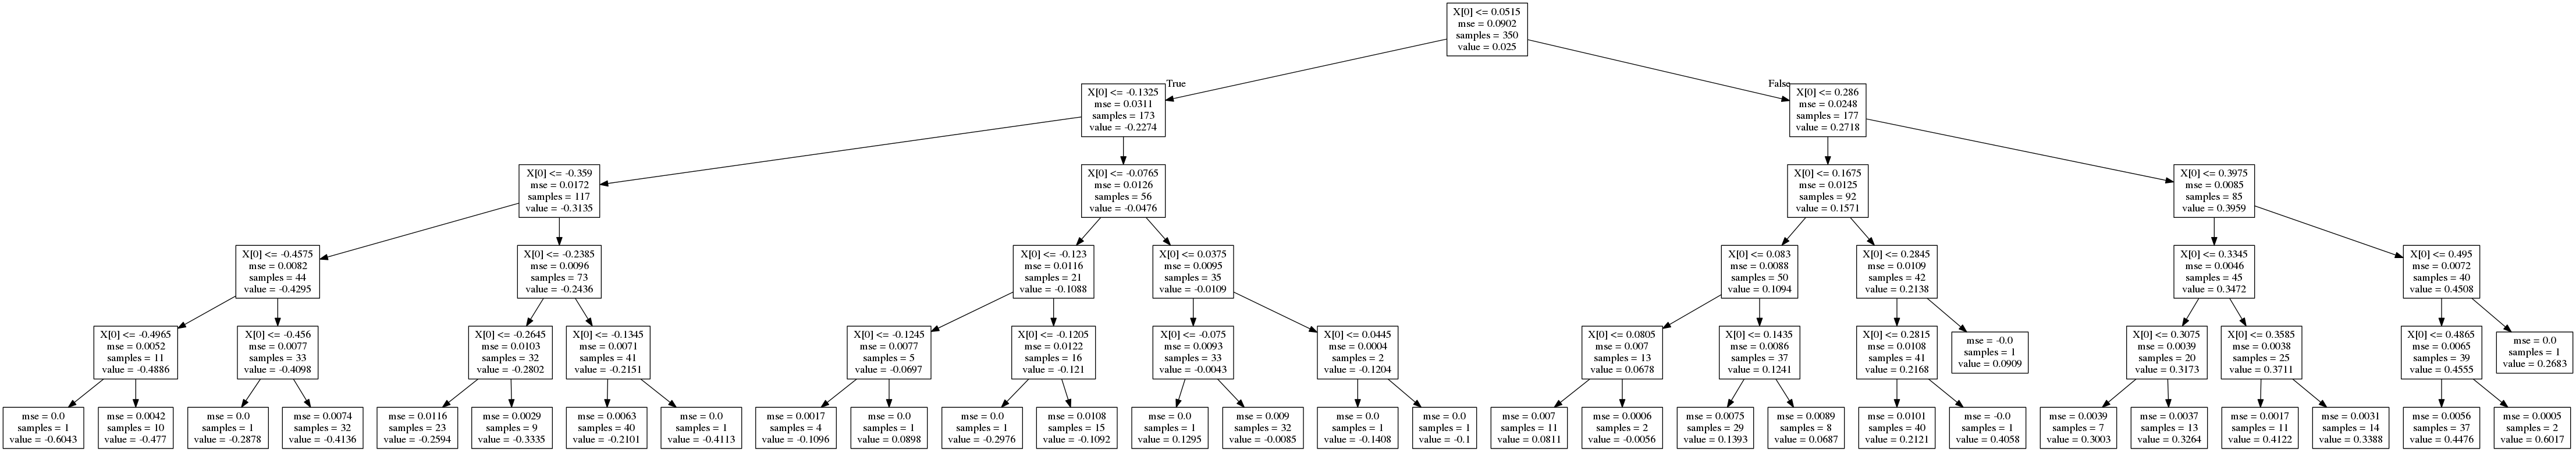 X[0] <= 0.0515
mse = 0.0902
samples = 350
value = 0.025
True
False
X[0] <= -0.1325
mse = 0.0311
samples = 173
value = -0.2274
X[0] <= 0.286
mse = 0.0248
samples = 177
value = 0.2718
X[0] <= -0.359
mse = 0.0172
samples = 117
value = -0.3135
X[0] <= -0.0765
mse = 0.0126
samples = 56
value = -0.0476
X[0] <= 0.1675
mse = 0.0125
samples = 92
value = 0.1571
X[0] <= 0.3975
mse = 0.0085
samples = 85
value = 0.3959
X[0] <= -0.4575
mse = 0.0082
samples = 44
value = -0.4295
X[0] <= -0.2385
mse = 0.0096
samples = 73
value = -0.2436
X[0] <= -0.123
mse = 0.0116
samples = 21
value = -0.1088
X[0] <= 0.0375
mse = 0.0095
samples = 35
value = -0.0109
X[0] <= 0.083
mse = 0.0088
samples = 50
value = 0.1094
X[0] <= 0.2845
mse = 0.0109
samples = 42
value = 0.2138
X[0] <= 0.3345
mse = 0.0046
samples = 45
value = 0.3472
X[0] <= 0.495
mse = 0.0072
samples = 40
value = 0.4508
X[0] <= -0.4965
mse = 0.0052
samples = 11
value = -0.4886
X[0] <= -0.456
mse = 0.0077
samples = 33
value = -0.4098
X[0] <= -0.2645
mse = 0.0103
samples = 32
value = -0.2802
X[0] <= -0.1345
mse = 0.0071
samples = 41
value = -0.2151
X[0] <= -0.1245
mse = 0.0077
samples = 5
value = -0.0697
X[0] <= -0.1205
mse = 0.0122
samples = 16
value = -0.121
X[0] <= -0.075
mse = 0.0093
samples = 33
value = -0.0043
X[0] <= 0.0445
mse = 0.0004
samples = 2
value = -0.1204
X[0] <= 0.0805
mse = 0.007
samples = 13
value = 0.0678
X[0] <= 0.1435
mse = 0.0086
samples = 37
value = 0.1241
X[0] <= 0.2815
mse = 0.0108
samples = 41
value = 0.2168
mse = -0.0
samples = 1
value = 0.0909
X[0] <= 0.3075
mse = 0.0039
samples = 20
value = 0.3173
X[0] <= 0.3585
mse = 0.0038
samples = 25
value = 0.3711
X[0] <= 0.4865
mse = 0.0065
samples = 39
value = 0.4555
mse = 0.0
samples = 1
value = 0.2683
mse = 0.0
samples = 1
value = -0.6043
mse = 0.0042
samples = 10
value = -0.477
mse = 0.0
samples = 1
value = -0.2878
mse = 0.0074
samples = 32
value = -0.4136
mse = 0.0116
samples = 23
value = -0.2594
mse = 0.0029
samples = 9
value = -0.3335
mse = 0.0063
samples = 40
value = -0.2101
mse = 0.0
samples = 1
value = -0.4113
mse = 0.0017
samples = 4
value = -0.1096
mse = 0.0
samples = 1
value = 0.0898
mse = 0.0
samples = 1
value = -0.2976
mse = 0.0108
samples = 15
value = -0.1092
mse = 0.0
samples = 1
value = 0.1295
mse = 0.009
samples = 32
value = -0.0085
mse = 0.0
samples = 1
value = -0.1408
mse = 0.0
samples = 1
value = -0.1
mse = 0.007
samples = 11
value = 0.0811
mse = 0.0006
samples = 2
value = -0.0056
mse = 0.0075
samples = 29
value = 0.1393
mse = 0.0089
samples = 8
value = 0.0687
mse = 0.0101
samples = 40
value = 0.2121
mse = -0.0
samples = 1
value = 0.4058
mse = 0.0039
samples = 7
value = 0.3003
mse = 0.0037
samples = 13
value = 0.3264
mse = 0.0017
samples = 11
value = 0.4122
mse = 0.0031
samples = 14
value = 0.3388
mse = 0.0056
samples = 37
value = 0.4476
mse = 0.0005
samples = 2
value = 0.6017